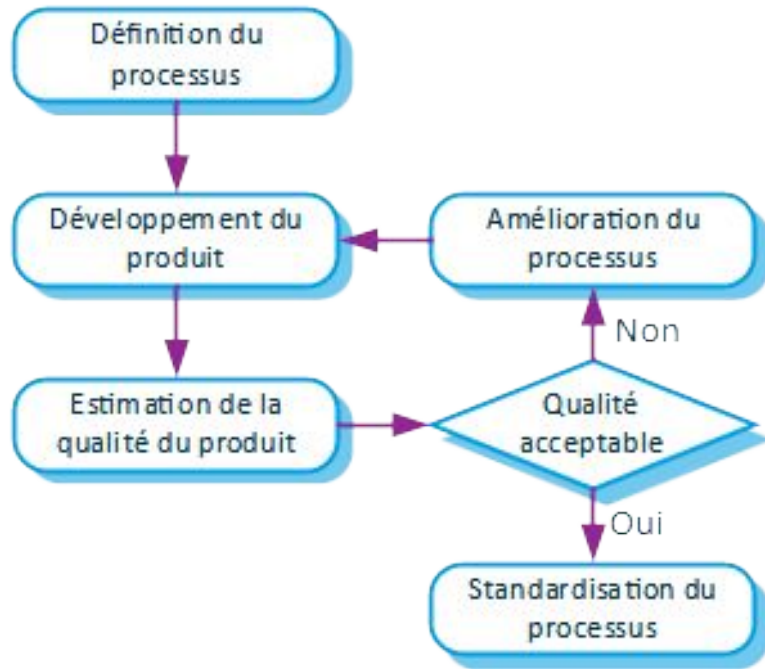 Définition du
processus
Développement du
produit
Amélioration du
processus
Non
Estimation de la
qualité du produit
Qualité
acceptable
Oui
Standardisation du
processus